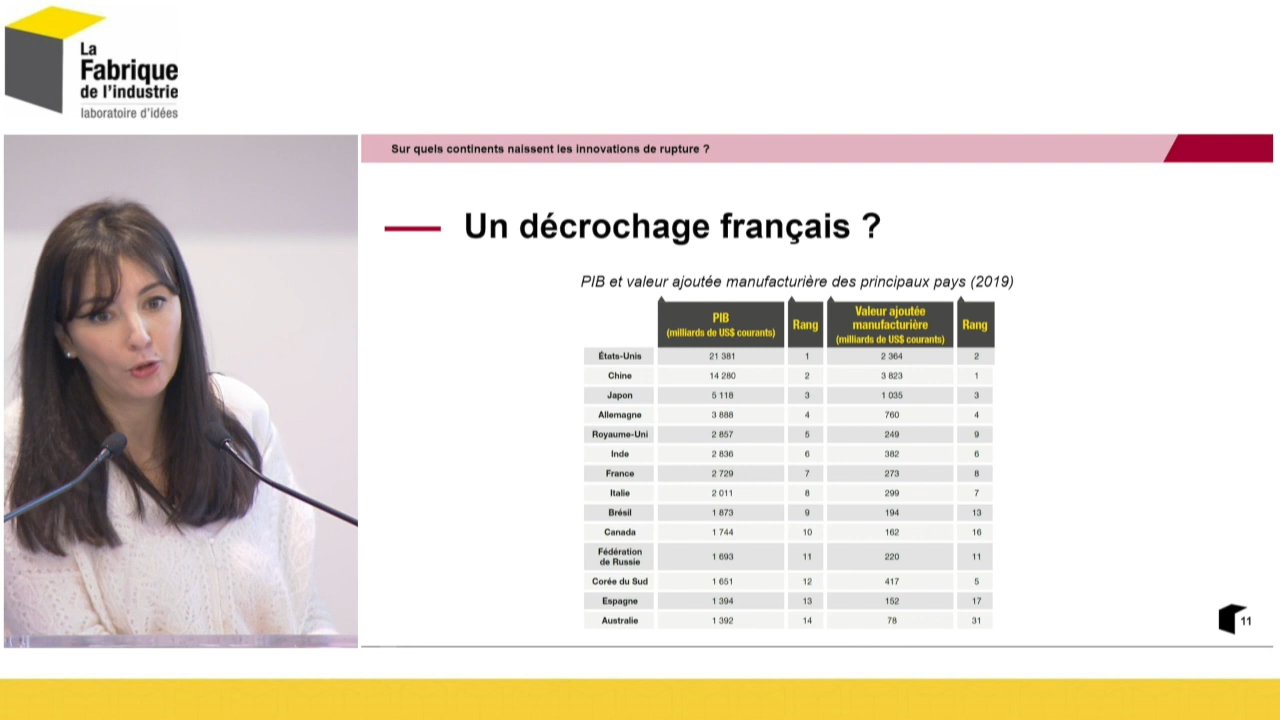 La
Fabrique
de l'industrie
laboratoire d'idées
Sur quels continents naissent les innovations de rupture ?
Un décrochage français ?
PIB et valeur ajoutée manufacturière des principaux pays (2019)
PIB (milliards de US$ courants) Rang Valeur ajoutée manufacturière (milliards de US$ courants) Rang
États-Unis 21 381 1 2 364 2
Chine 14 280 2 3 823 1
Japon 5 118 3 1 035 3
Allemagne 3 888 4 760 4
Royaume-Uni 2 857 5 249 9
Inde 2 836 6 382 6
France 2 729 7 273 8
Italie 2 011 8 299 7
Brésil 1 873 9 194 13
Canada 1 744 10 162 16
Fédération de Russie 1 693 11 220 11
Corée du Sud 1 651 12 417 5
Espagne 1 394 13 152 17
Australie 1 392 14 78 31
11